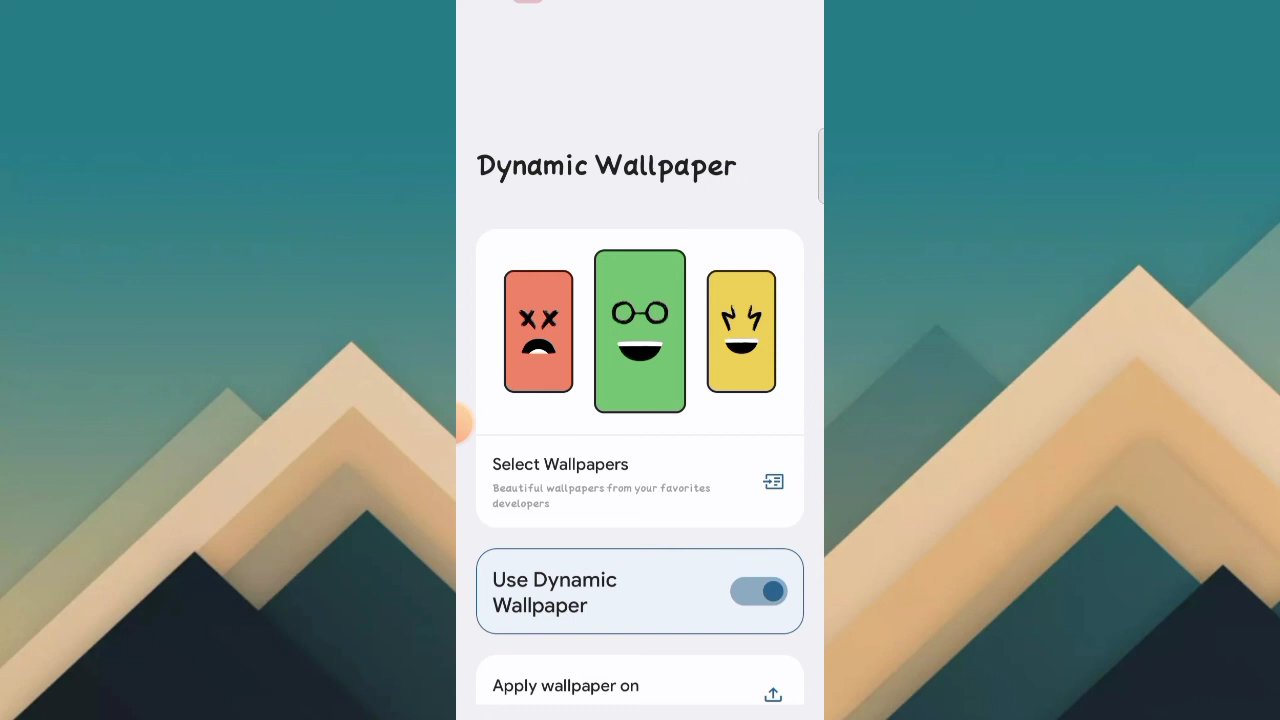 Dynamic Wallpaper
Select Wallpapers
Beautiful wallpapers from your favorites
developers
Use Dynamic
Wallpaper
Apply wallpaper on